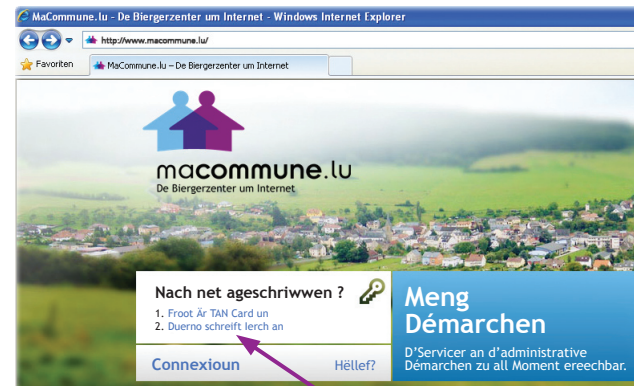 MaCommune.lu - De Biergerzenter um Internet - Windows Internet Explorer
http://www.macommune.lu/
Favoriten
MaCommune.lu – De Biergerzenter um Internet
macommune.lu
De Biergerzenter um Internet
Nach net ageschriwwen ?
1. Froot Är TAN Card un
2. Duerno schreift Ierch an
Connexioun
Hëllef?
Meng
Démarchen
D'Servicer an d'administrative
Démarchen zu all Moment ereechbar.